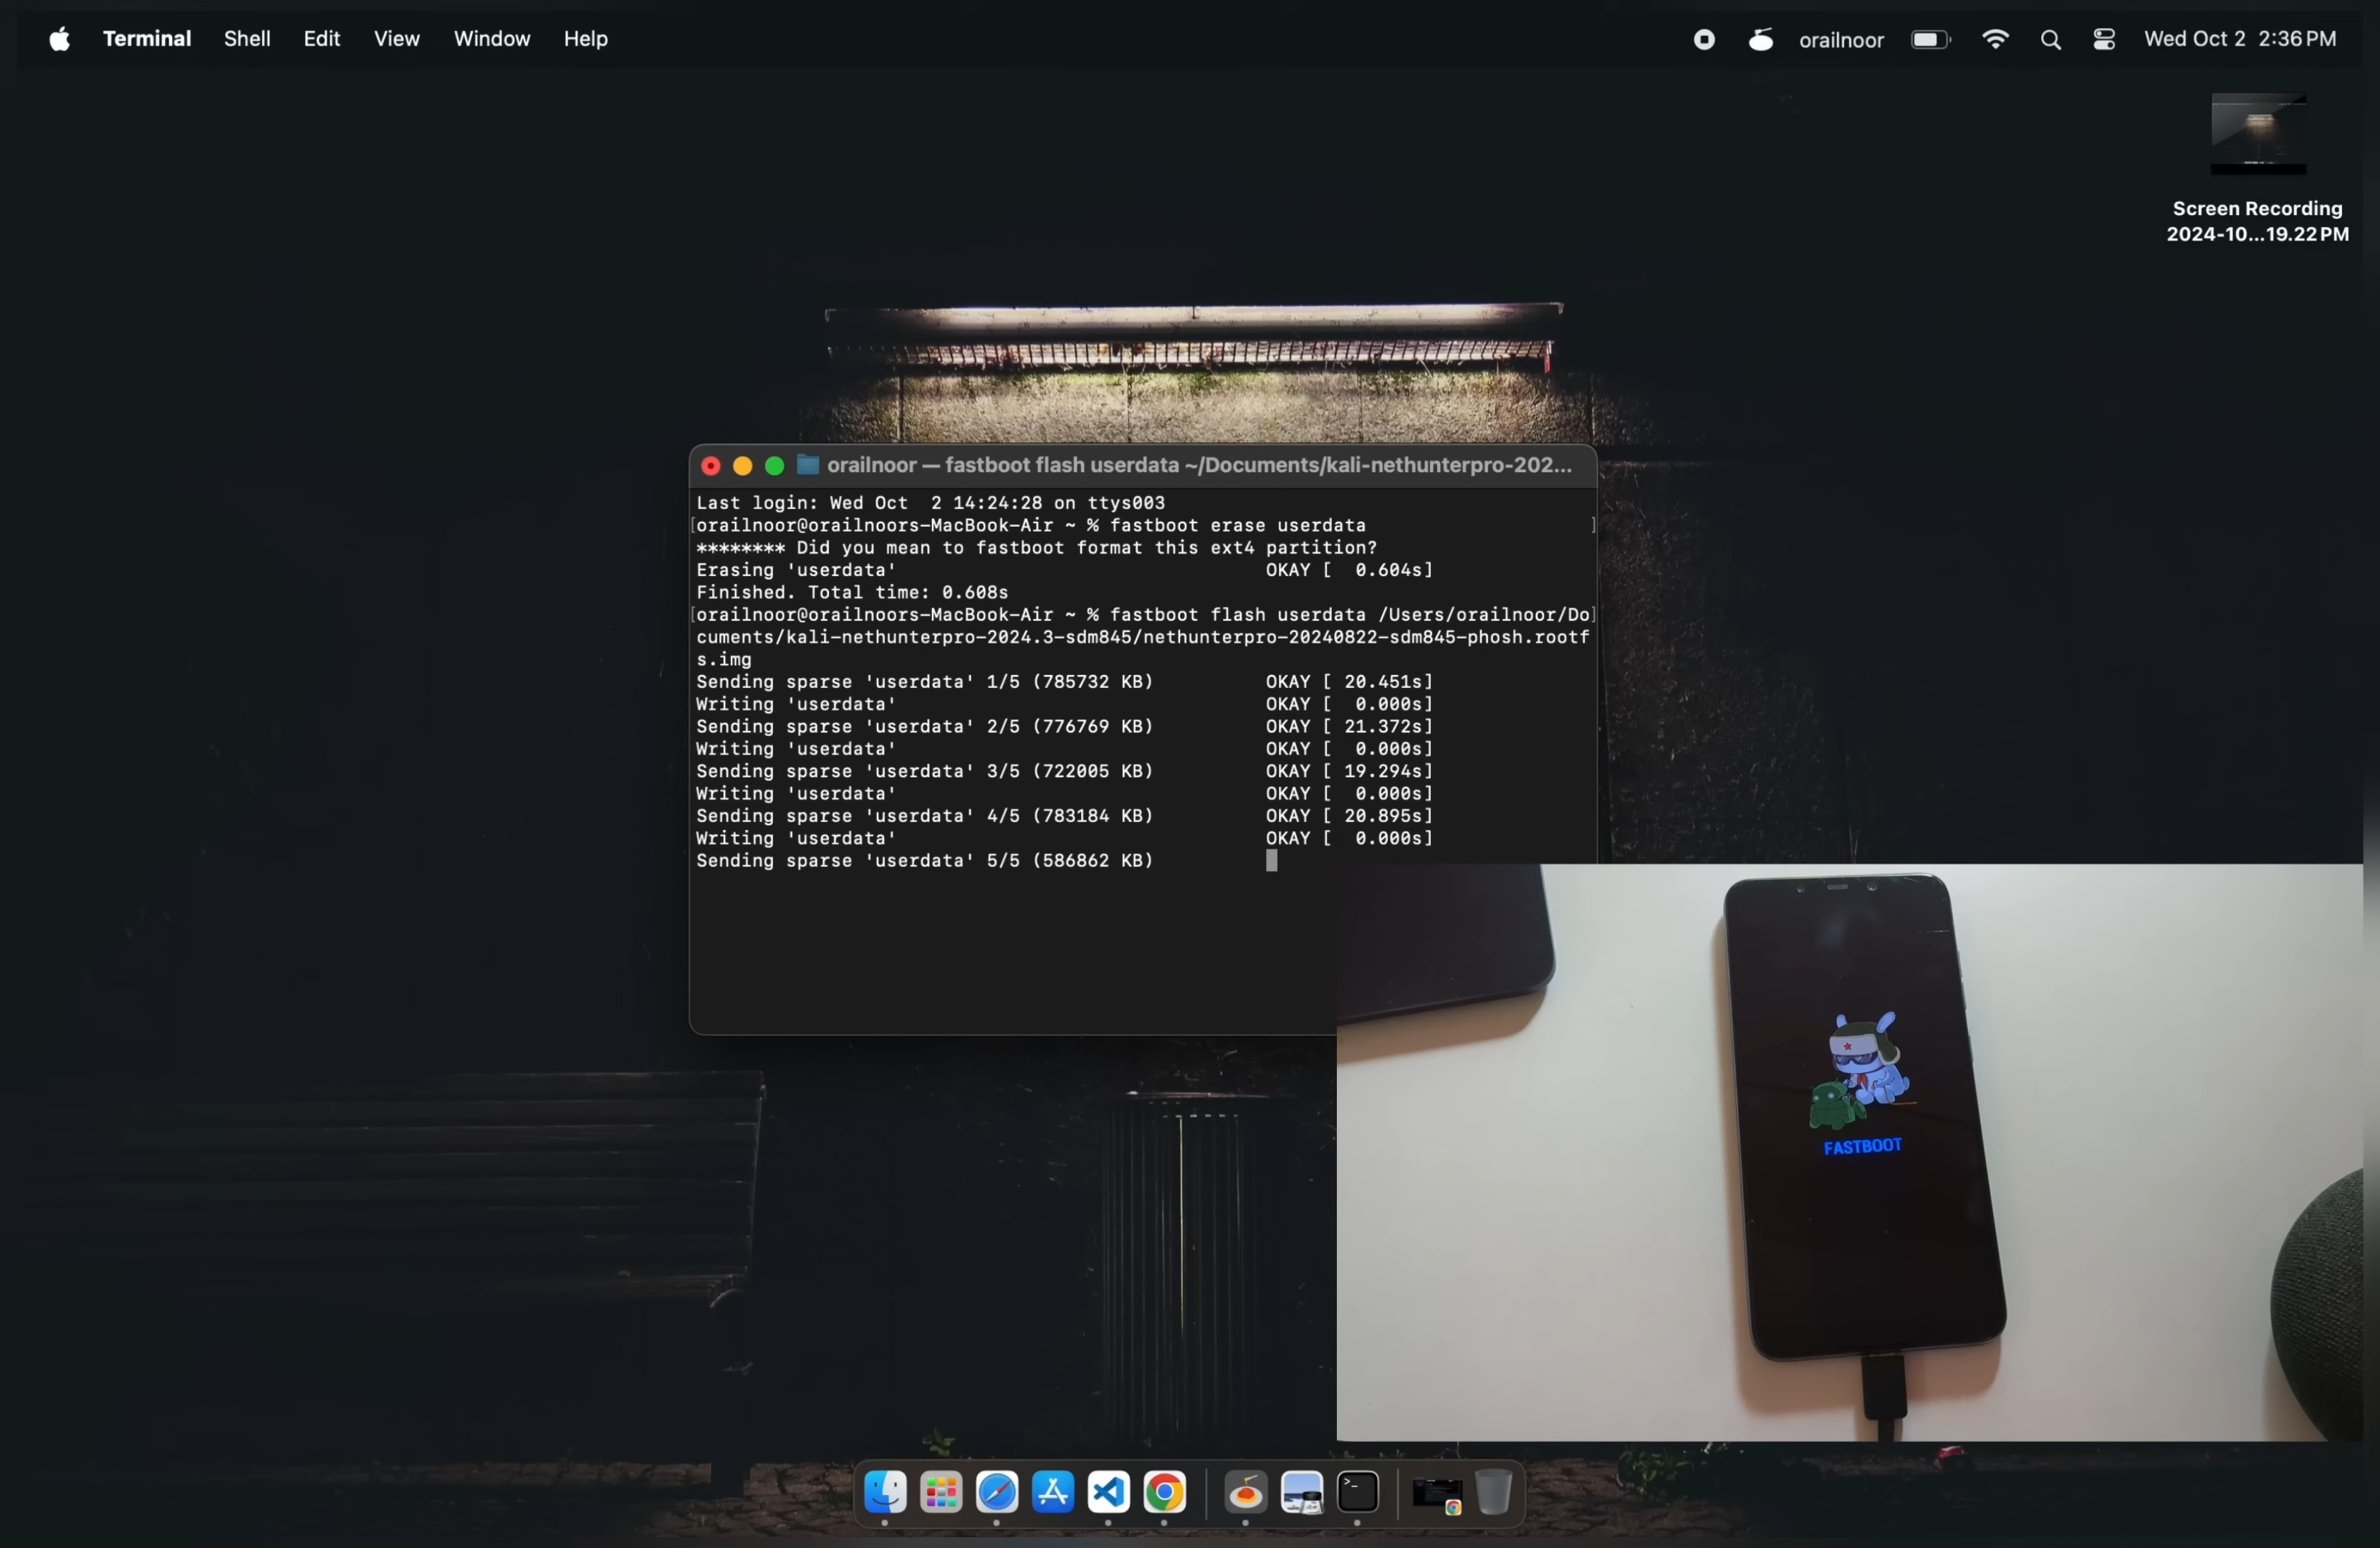 Terminal Shell Edit View Window Help orailnoor Wed Oct 2 2:36 PM
Screen Recording
2024-10...19.22 PM
orailnoor — fastboot flash userdata ~/Documents/kali-nethunterpro-202...
Last login: Wed Oct  2 14:24:28 on ttys003
[orailnoor@orailnoors-MacBook-Air ~ % fastboot erase userdata ]
******** Did you mean to fastboot format this ext4 partition?
Erasing 'userdata' OKAY [  0.604s]
Finished. Total time: 0.608s
[orailnoor@orailnoors-MacBook-Air ~ % fastboot flash userdata /Users/orailnoor/Do]
cuments/kali-nethunterpro-2024.3-sdm845/nethunterpro-20240822-sdm845-phosh.rootf
s.img
Sending sparse 'userdata' 1/5 (785732 KB) OKAY [ 20.451s]
Writing 'userdata' OKAY [  0.000s]
Sending sparse 'userdata' 2/5 (776769 KB) OKAY [ 21.372s]
Writing 'userdata' OKAY [  0.000s]
Sending sparse 'userdata' 3/5 (722005 KB) OKAY [ 19.294s]
Writing 'userdata' OKAY [  0.000s]
Sending sparse 'userdata' 4/5 (783184 KB) OKAY [ 20.895s]
Writing 'userdata' OKAY [  0.000s]
Sending sparse 'userdata' 5/5 (586862 KB)
FASTBOOT